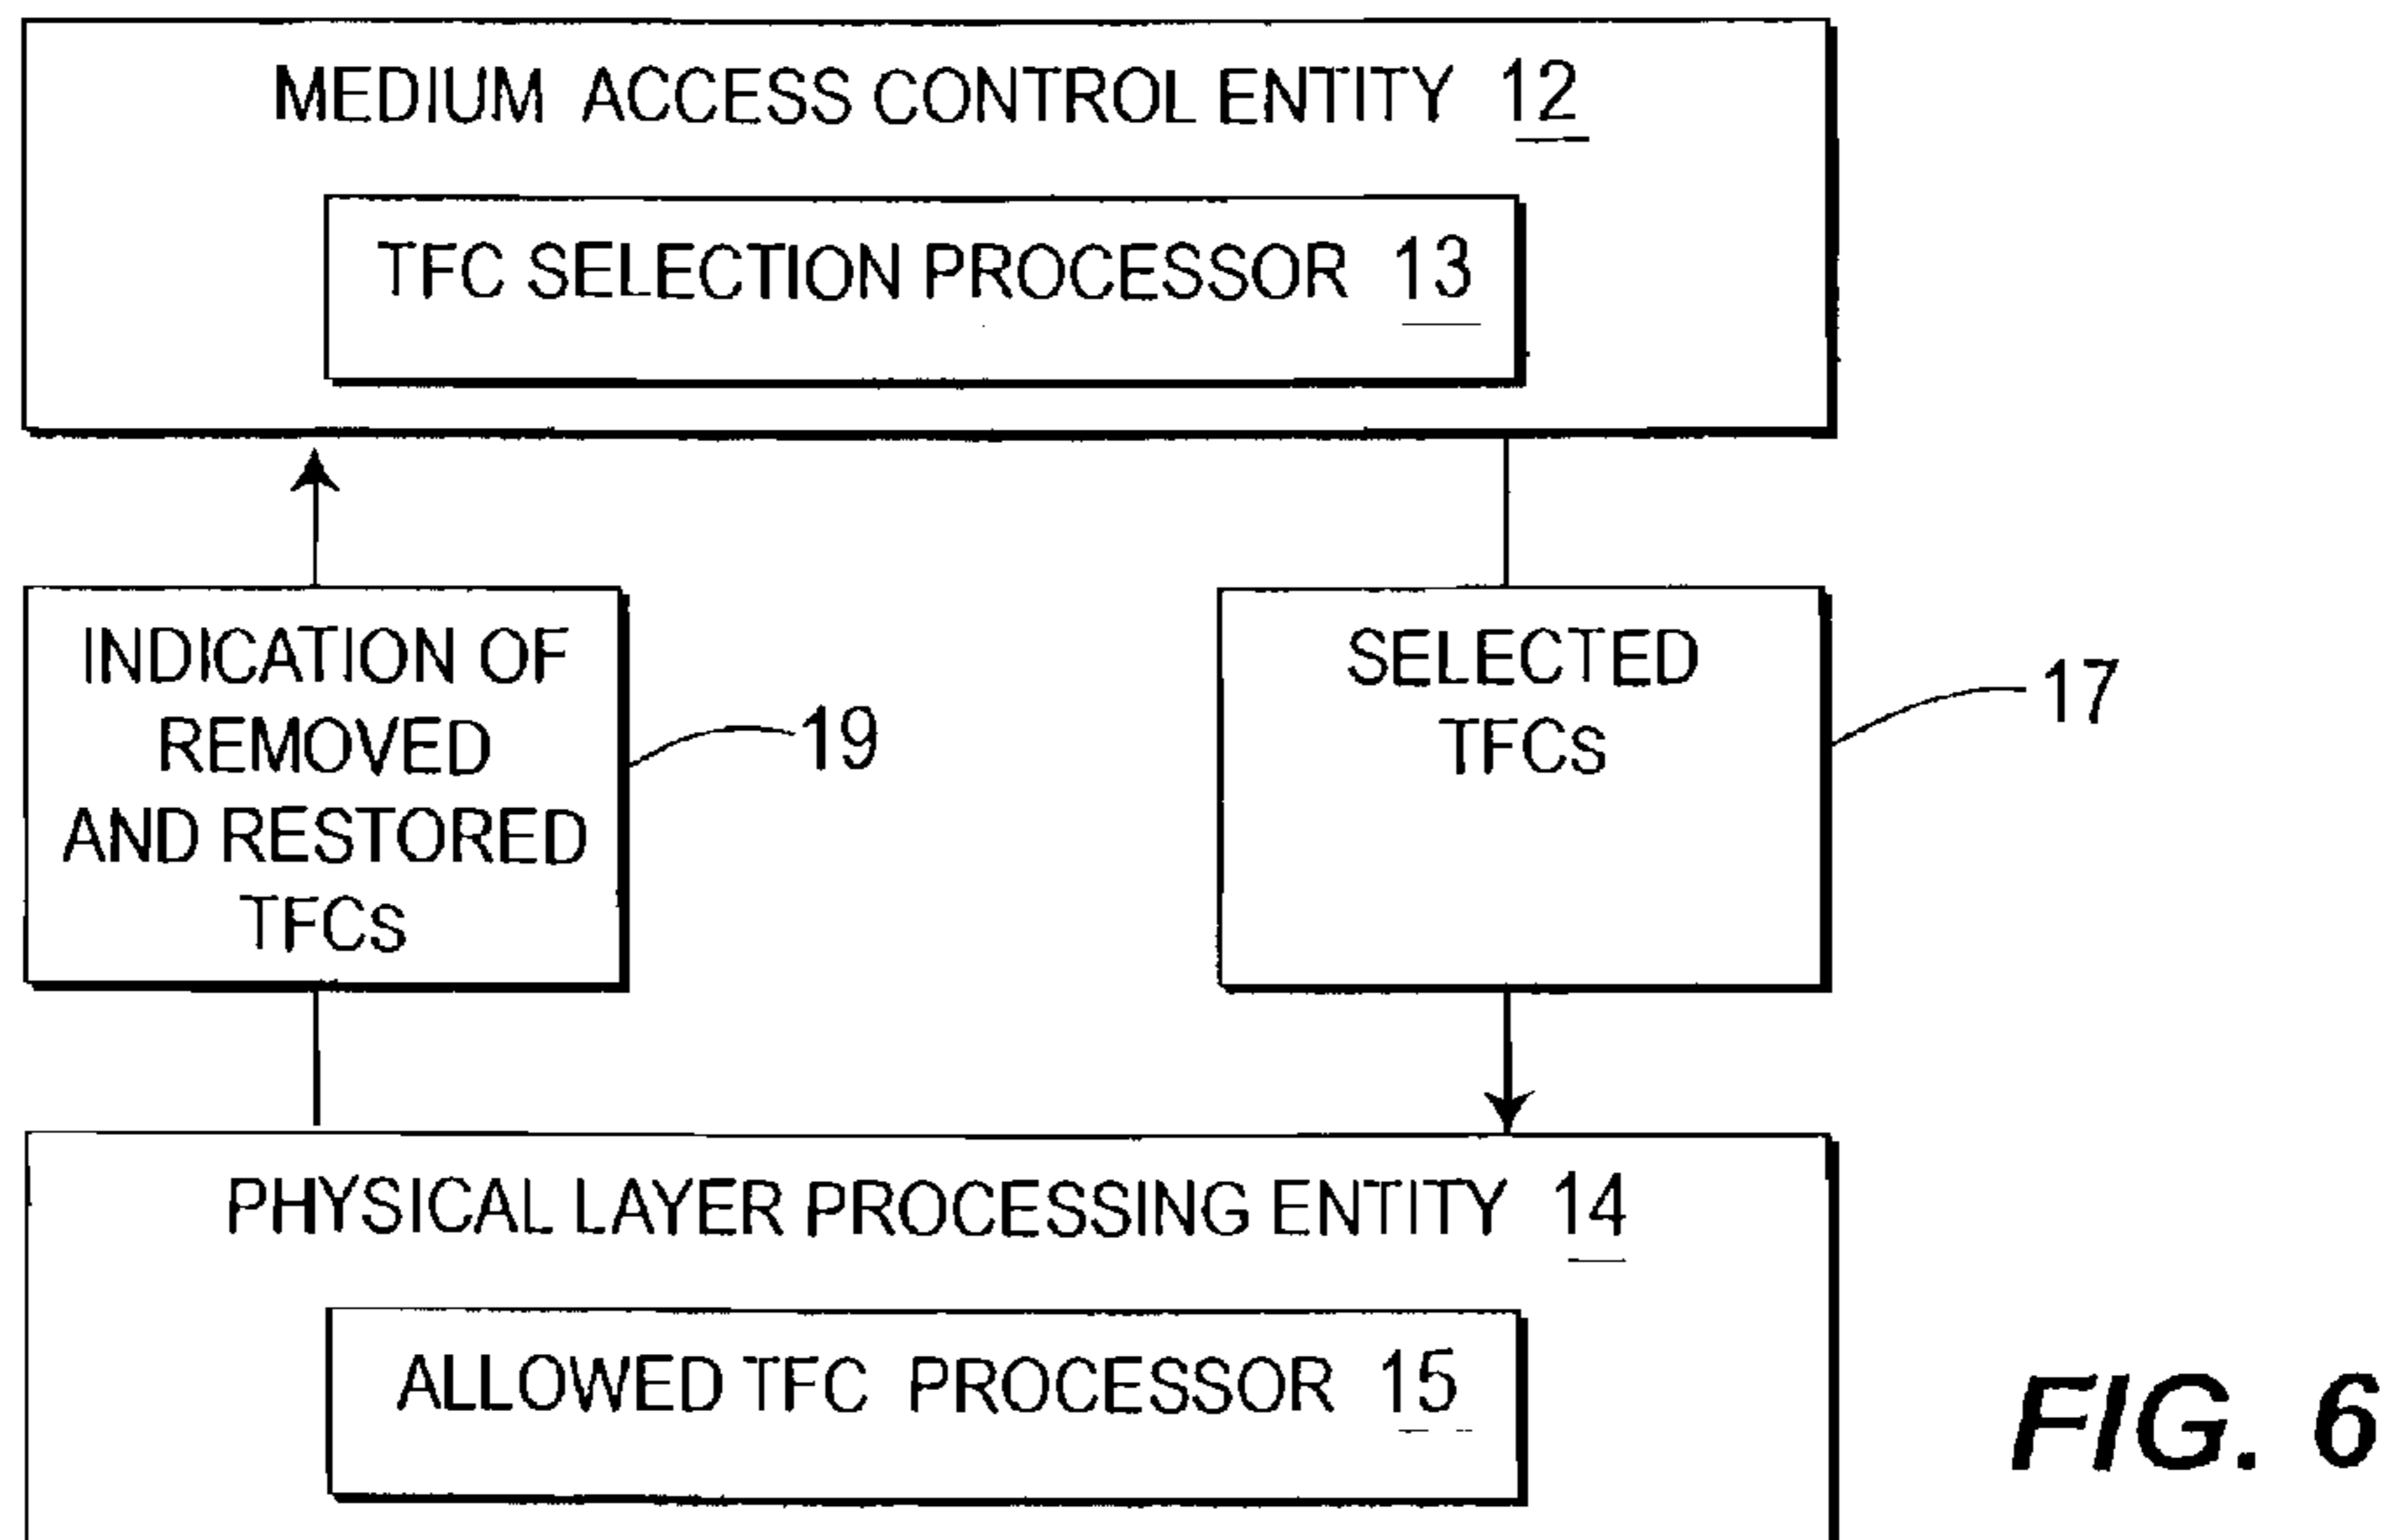 MEDIUM ACCESS CONTROL ENTITY 12
TFC SELECTION PROCESSOR 13
INDICATION OF
REMOVED
AND RESTORED
TFCS
19
SELECTED
TFCS
17
PHYSICAL LAYER PROCESSING ENTITY 14
ALLOWED TFC PROCESSOR 15
FIG. 6